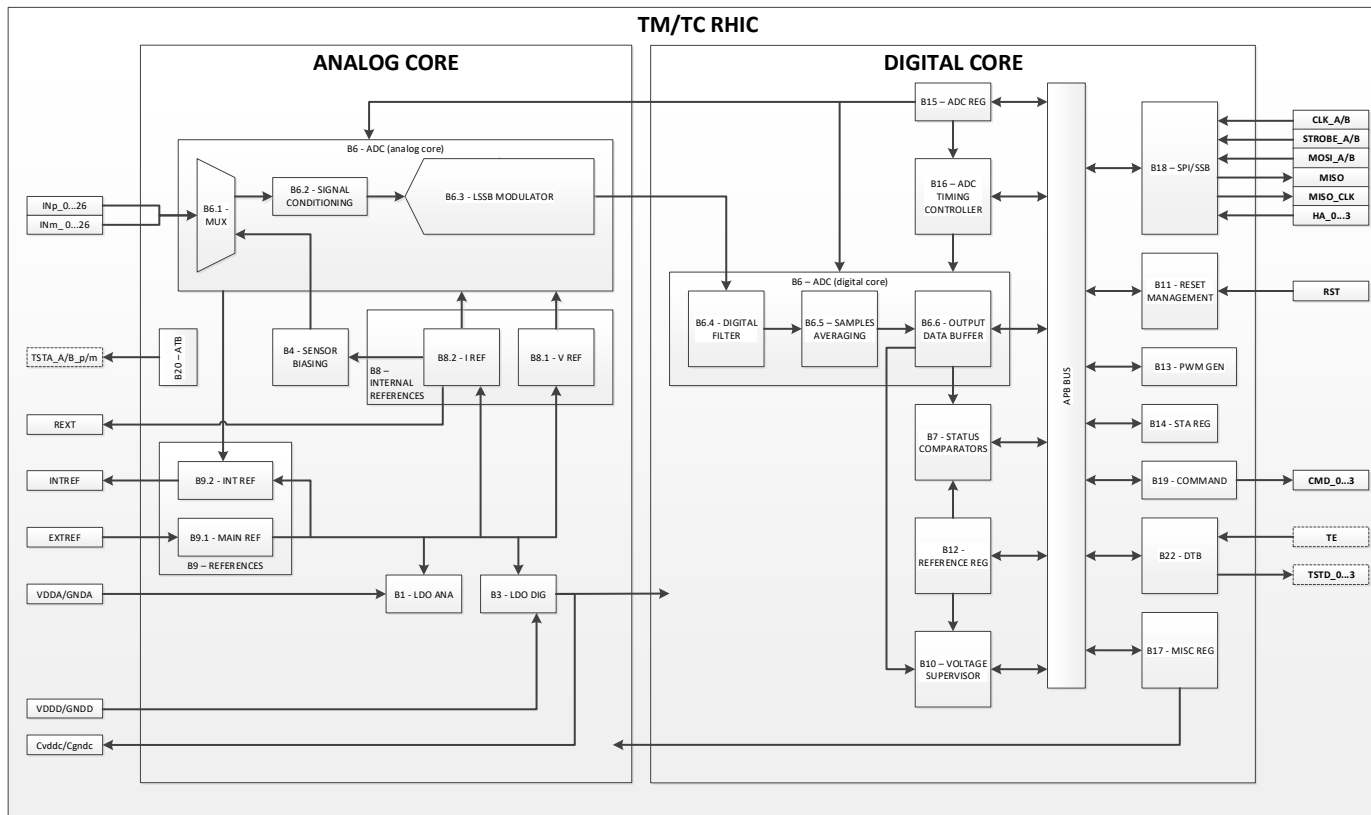 TM/TC RHIC
ANALOG CORE
DIGITAL CORE
B15 – ADC REG
B6 - ADC (analog core)
B6.1 -
MUX
B6.2 – SIGNAL
CONDITIONING
B6.3 - LSSB MODULATOR
INp_0...26
INm_ 0...26
B16 – ADC
TIMING
CONTROLLER
B18 – SPI/SSB
CLK_A/B
STROBE_A/B
MOSI_A/B
MISO
MISO_CLK
HA_0...3
B6 – ADC (digital core)
B6.4 – DIGITAL
FILTER
B6.5 – SAMPLES
AVERAGING
B6.6 – OUTPUT
DATA BUFFER
B11 – RESET
MANAGEMENT
RST
TSTA_A/B_p/m
B20 – ATB
B4 – SENSOR
BIASING
B8 –
INTERNAL
REFERENCES
B8.2 - I REF
B8.1 - V REF
APB BUS
B13 - PWM GEN
REXT
B7 - STATUS
COMPARATORS
B14 – STA REG
INTREF
B9.2 – INT REF
B19 - COMMAND
CMD_0...3
EXTREF
B9.1 - MAIN REF
B9 – REFERENCES
B12 –
REFERENCE REG
B22 - DTB
TE
TSTD_0...3
VDDA/GNDA
B1 - LDO ANA
B3 – LDO DIG
B10 – VOLTAGE
SUPERVISOR
B17 - MISC REG
VDDD/GNDD
Cvddc/Cgndc